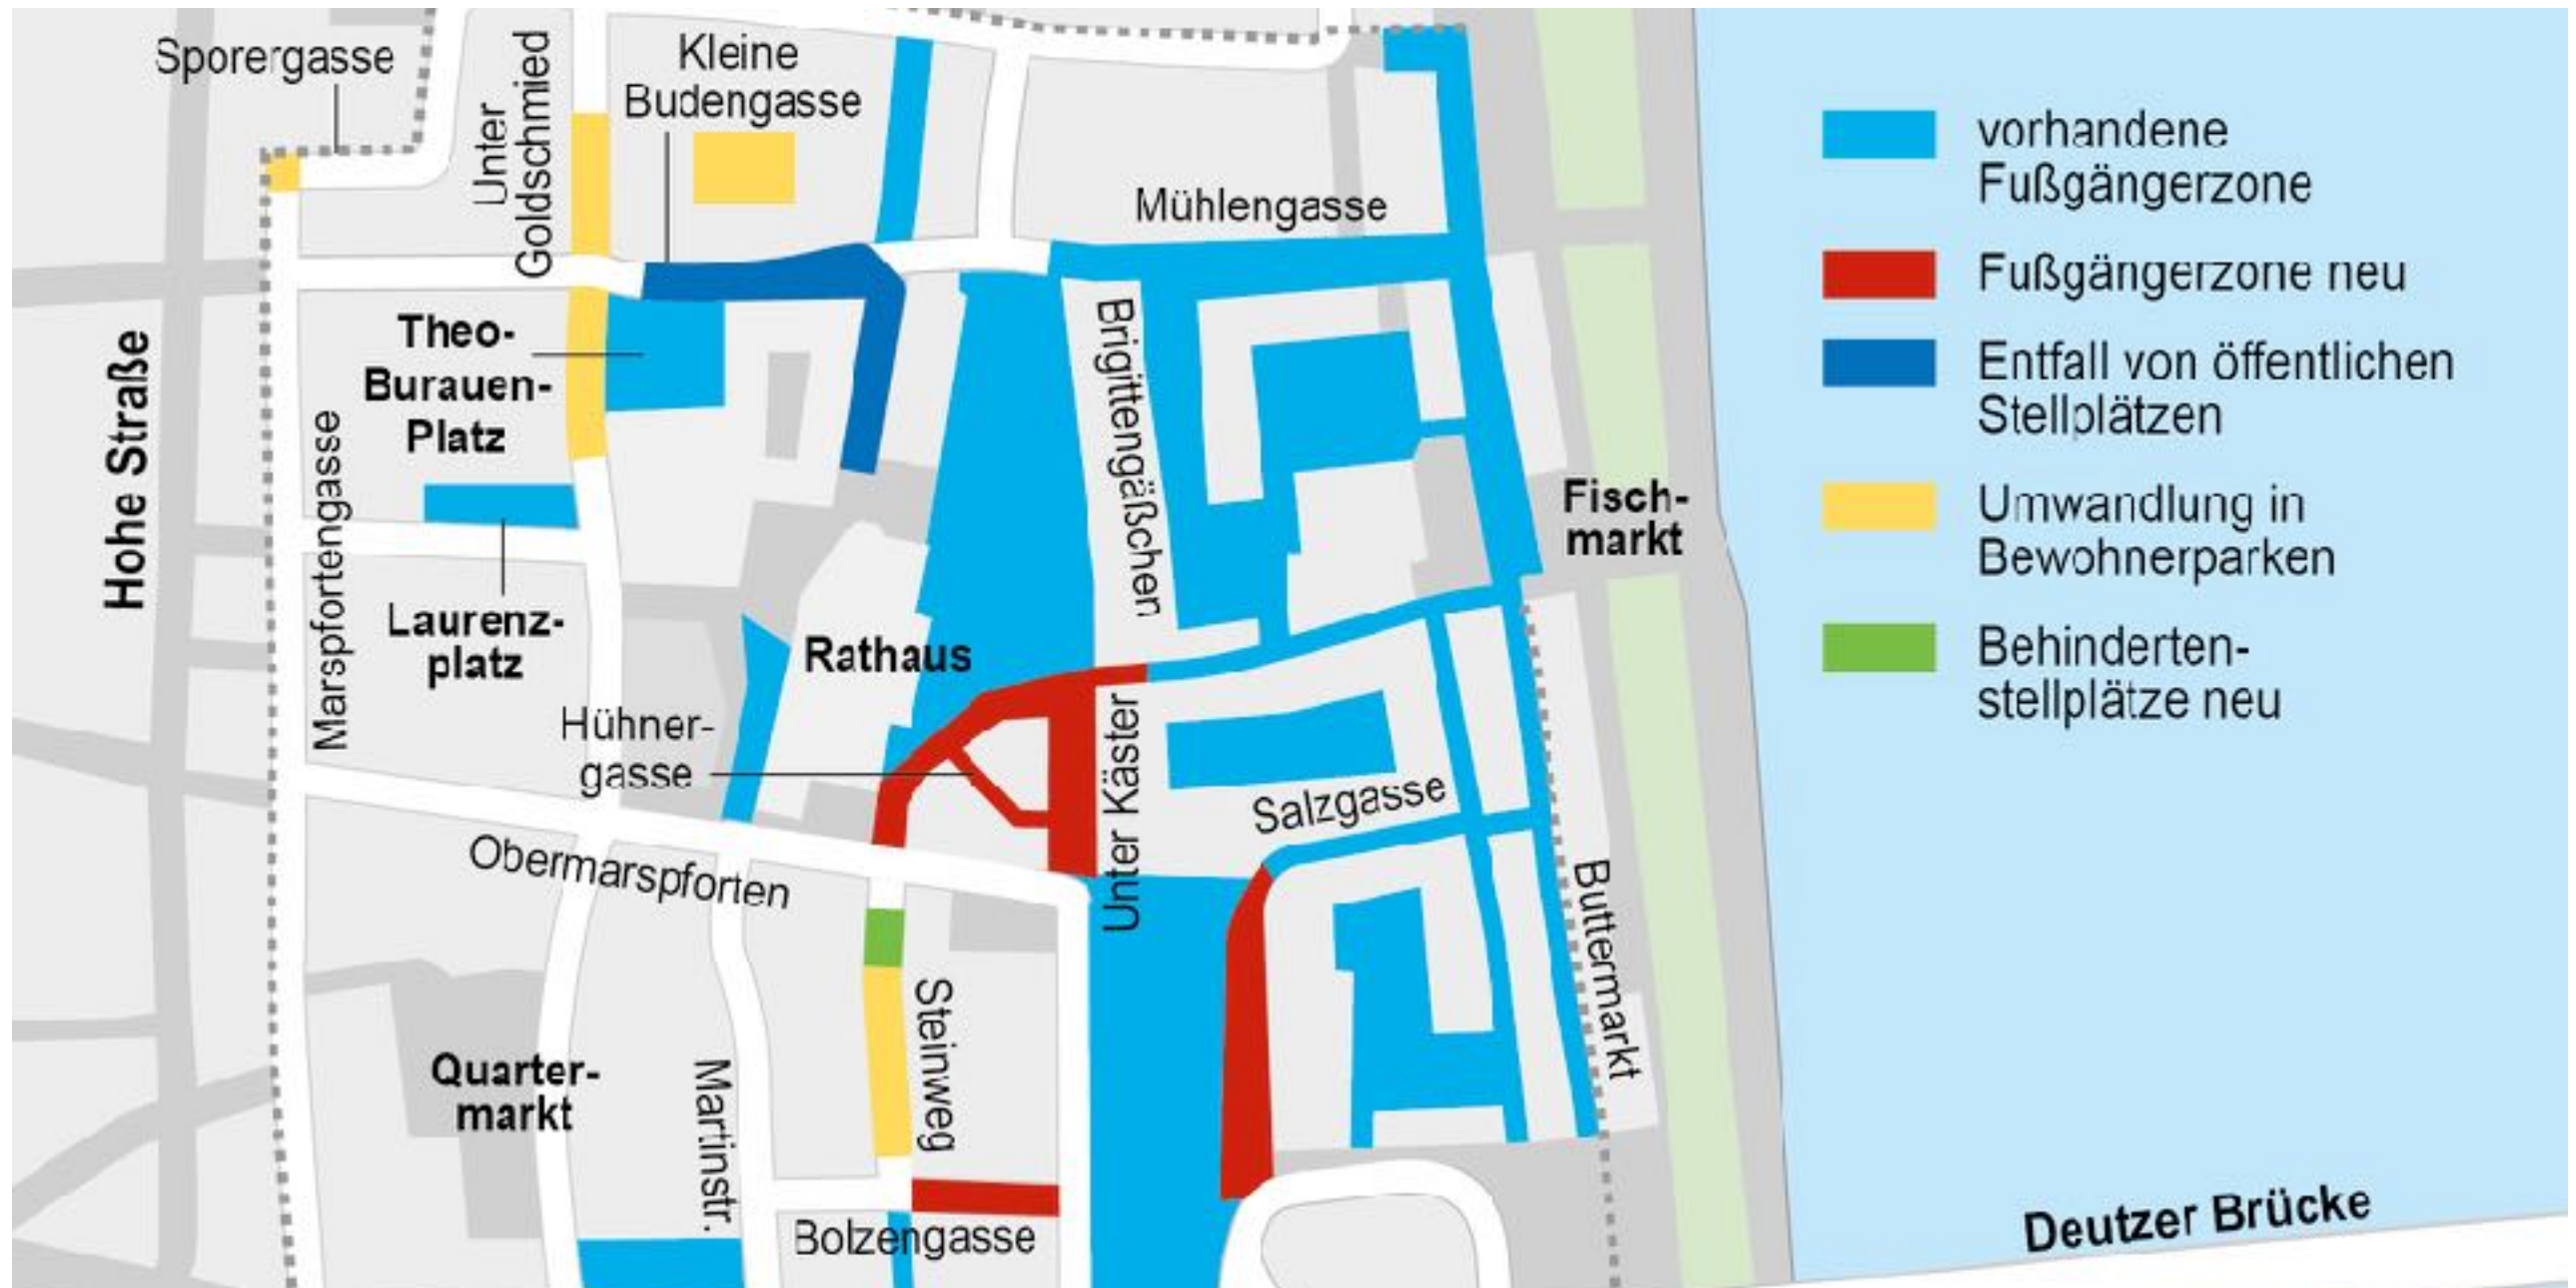 Sporergasse
Unter
Goldschmied
Kleine
Budengasse
Mühlengasse
Theo-
Burauen-
Platz
Hohe Straße
Marspfortengasse
Laurenz-
platz
Brigittengäßchen
Fisch-
markt
Rathaus
Hühner-
gasse
Unter Käster
Salzgasse
Obermarspforten
Buttermarkt
Steinweg
Quarter-
markt
Martinstr.
Bolzengasse
vorhandene
Fußgängerzone
Fußgängerzone neu
Entfall von öffentlichen
Stellplätzen
Umwandlung in
Bewohnerparken
Behinderten-
stellplätze neu
Deutzer Brücke